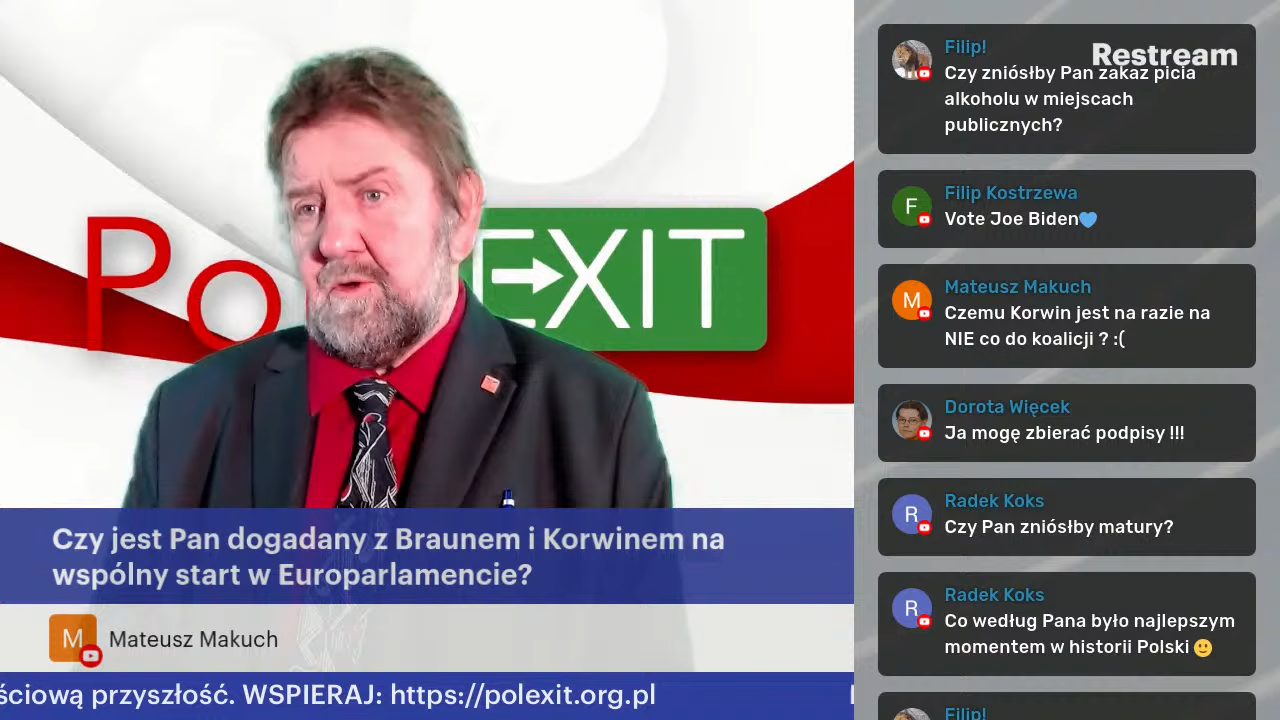 Po
EXIT
Czy jest Pan dogadany z Braunem i Korwinem na
wspólny start w Europarlamencie?
M
Mateusz Makuch
ściową przyszłość. WSPIERAJ: https://polexit.org.pl
Restream
Filip!
Czy zniósłby Pan zakaz picia
alkoholu w miejscach
publicznych?
F
Filip Kostrzewa
Vote Joe Biden💙
M
Mateusz Makuch
Czemu Korwin jest na razie na
NIE co do koalicji ? :(
Dorota Więcek
Ja mogę zbierać podpisy !!!
R
Radek Koks
Czy Pan zniósłby matury?
R
Radek Koks
Co według Pana było najlepszym
momentem w historii Polski 🙂
Filip!